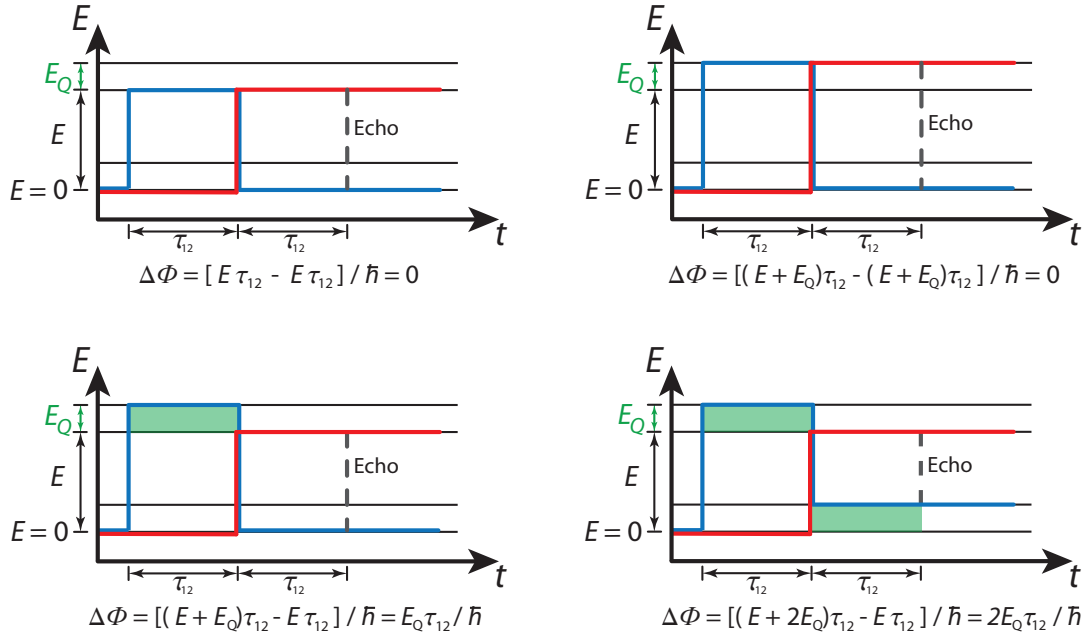 E
E_Q
E
Echo
E = 0
t
τ₁₂ τ₁₂
ΔΦ = [ E τ₁₂ - E τ₁₂ ] / ħ = 0
E
E_Q
E
Echo
E = 0
t
τ₁₂ τ₁₂
ΔΦ = [( E + E_Q)τ₁₂ - ( E + E_Q)τ₁₂ ] / ħ = 0
E
E_Q
E
Echo
E = 0
t
τ₁₂ τ₁₂
ΔΦ = [( E + E_Q)τ₁₂ - E τ₁₂ ] / ħ = E_Q τ₁₂ / ħ
E
E_Q
E
Echo
E = 0
t
τ₁₂ τ₁₂
ΔΦ = [( E + 2E_Q)τ₁₂ - E τ₁₂ ] / ħ = 2E_Q τ₁₂ / ħ